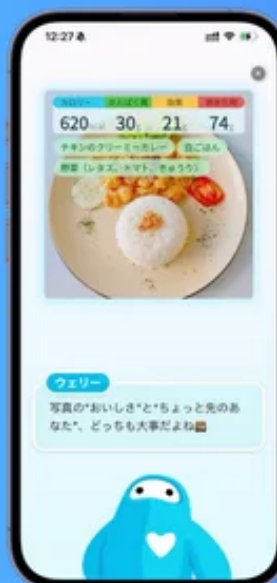 12:27
カロリー たんぱく質 脂質 炭水化物
620kcal 30g 21g 74g
チキンのクリーミーカレー 白ごはん
野菜（レタス、トマト、きゅうり）
ウェリー
写真の"おいしさ"と"ちょっと先のあ
なた"、どっちも大事だよね